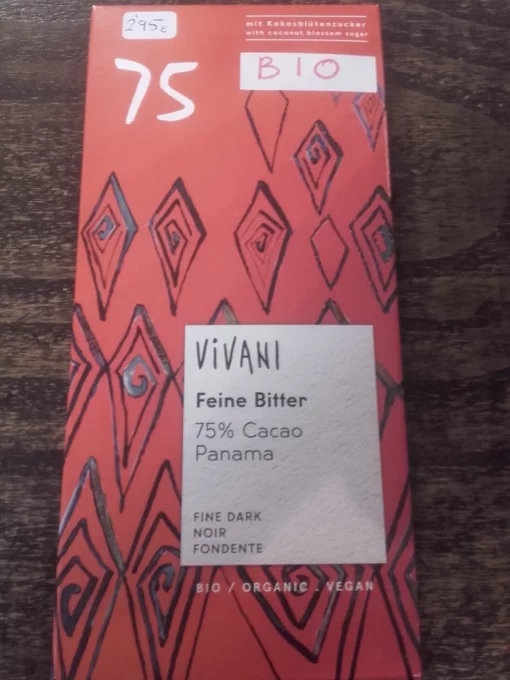 2'95€
mit Kokosblütenzucker
with coconut blossom sugar
75
BIO
ViVANI
Feine Bitter
75% Cacao
Panama
FINE DARK
NOIR
FONDENTE
BIO / ORGANIC . VEGAN